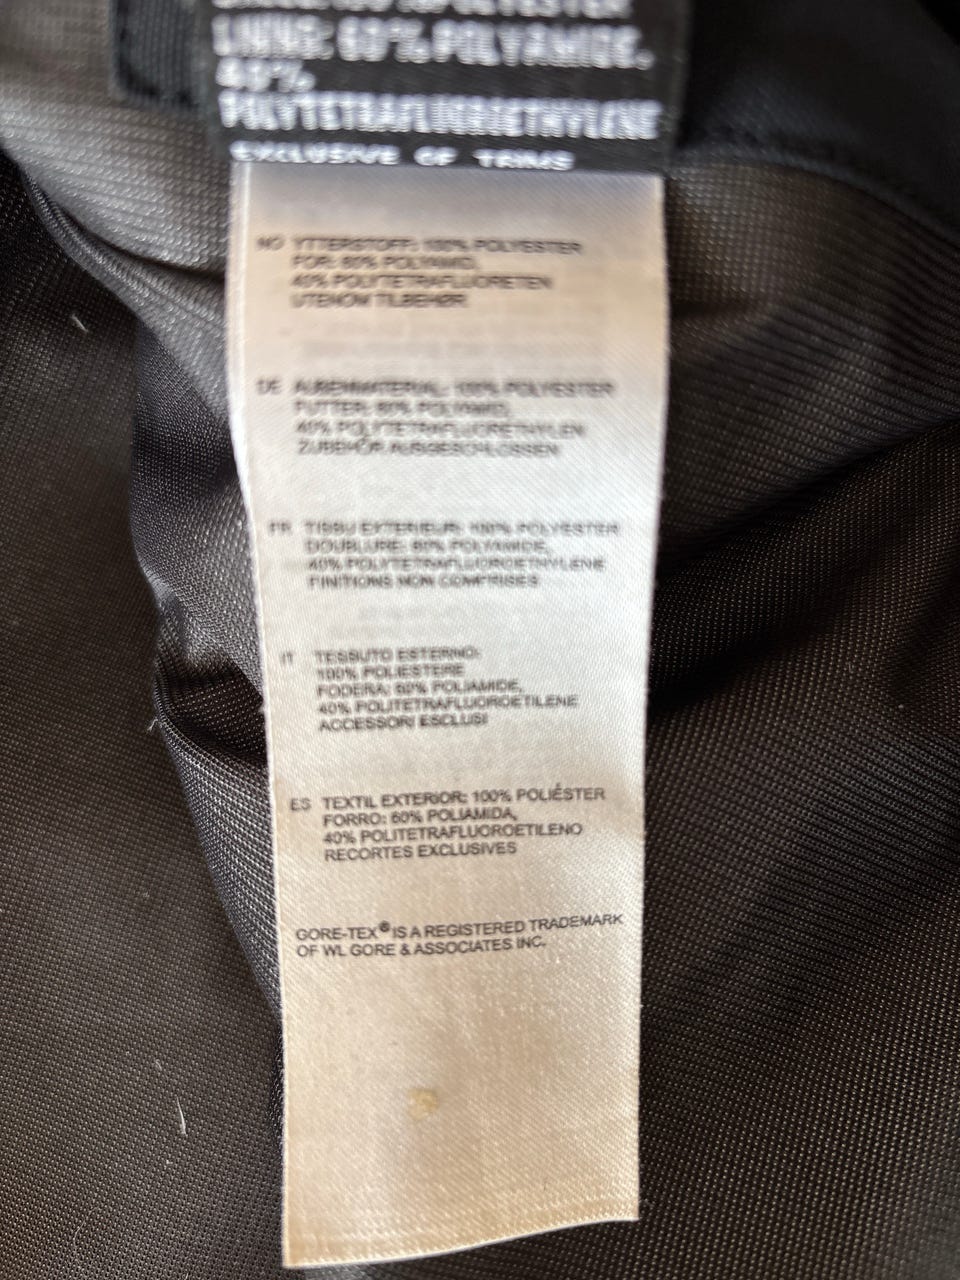 LINING: 60% POLYAMIDE,
40%
POLYTETRAFLUOROETHYLENE
EXCLUSIVE OF TRIMS
NO YTTERSTOFF: 100% POLYESTER
FOR: 60% POLYAMID,
40% POLYTETRAFLUORETEN
UTENOM TILBEHØR
DE AUßENMATERIAL: 100% POLYESTER
FUTTER: 60% POLYAMID,
40% POLYTETRAFLUORETHYLEN
ZUBEHÖR AUSGESCHLOSSEN
FR TISSU EXTERIEUR: 100% POLYESTER
DOUBLURE: 60% POLYAMIDE,
40% POLYTETRAFLUOROETHYLENE
FINITIONS NON COMPRISES
IT TESSUTO ESTERNO:
100% POLIESTERE
FODERA: 60% POLIAMIDE,
40% POLITETRAFLUOROETILENE
ACCESSORI ESCLUSI
ES TEXTIL EXTERIOR: 100% POLIÉSTER
FORRO: 60% POLIAMIDA,
40% POLITETRAFLUOROETILENO
RECORTES EXCLUSIVES
GORE-TEX® IS A REGISTERED TRADEMARK
OF WL GORE & ASSOCIATES INC.